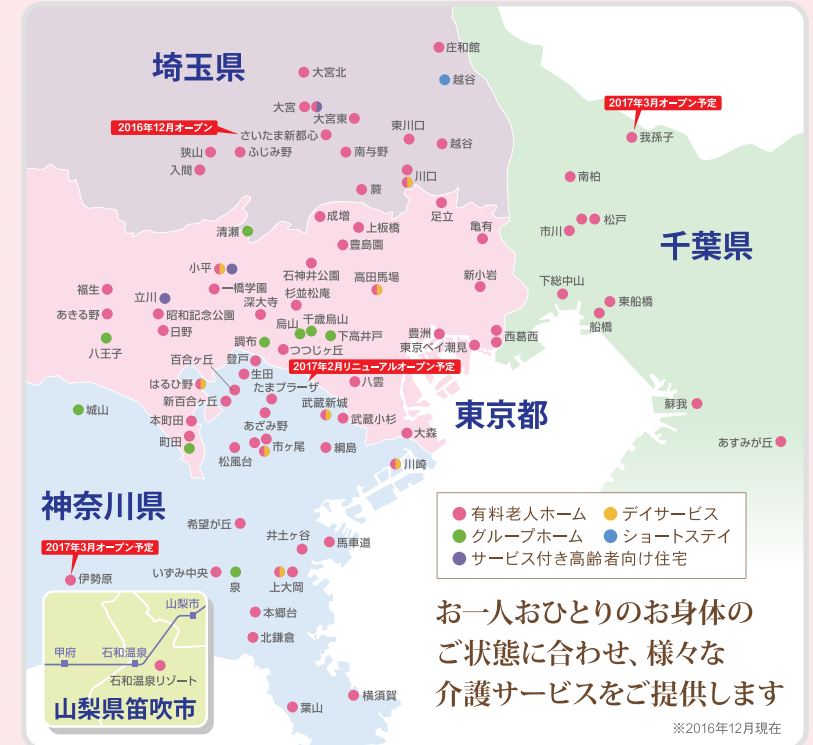 埼玉県
庄和館
大宮北
越谷
大宮
大宮東
2017年3月オープン予定
2016年12月オープン
さいたま新都心
東川口
我孫子
狭山
ふじみ野
南与野
越谷
入間
川口
南柏
蕨
成増
足立
松戸
清瀬
上板橋
亀有
市川
千葉県
豊島園
小平
石神井公園
高田馬場
新小岩
下総中山
福生
立川
一橋学園
杉並松庵
東船橋
あきる野
昭和記念公園
深大寺
船橋
日野
烏山
千歳烏山
下高井戸
豊洲
西葛西
八王子
調布
つつじヶ丘
東京ベイ潮見
百合ヶ丘
登戸
2017年2月リニューアルオープン予定
生田
はるひ野
たまプラーザ
八雲
新百合ヶ丘
武蔵新城
東京都
蘇我
城山
本町田
あざみ野
武蔵小杉
町田
大森
あすみが丘
松風台
市ヶ尾
綱島
川崎
神奈川県
希望が丘
井土ヶ谷
馬車道
2017年3月オープン予定
伊勢原
いずみ中央
泉
上大岡
本郷台
北鎌倉
葉山
横須賀
山梨市
甲府
石和温泉
石和温泉リゾート
山梨県笛吹市
有料老人ホーム
デイサービス
グループホーム
ショートステイ
サービス付き高齢者向け住宅
お一人おひとりのお身体の
ご状態に合わせ、様々な
介護サービスをご提供します
※2016年12月現在